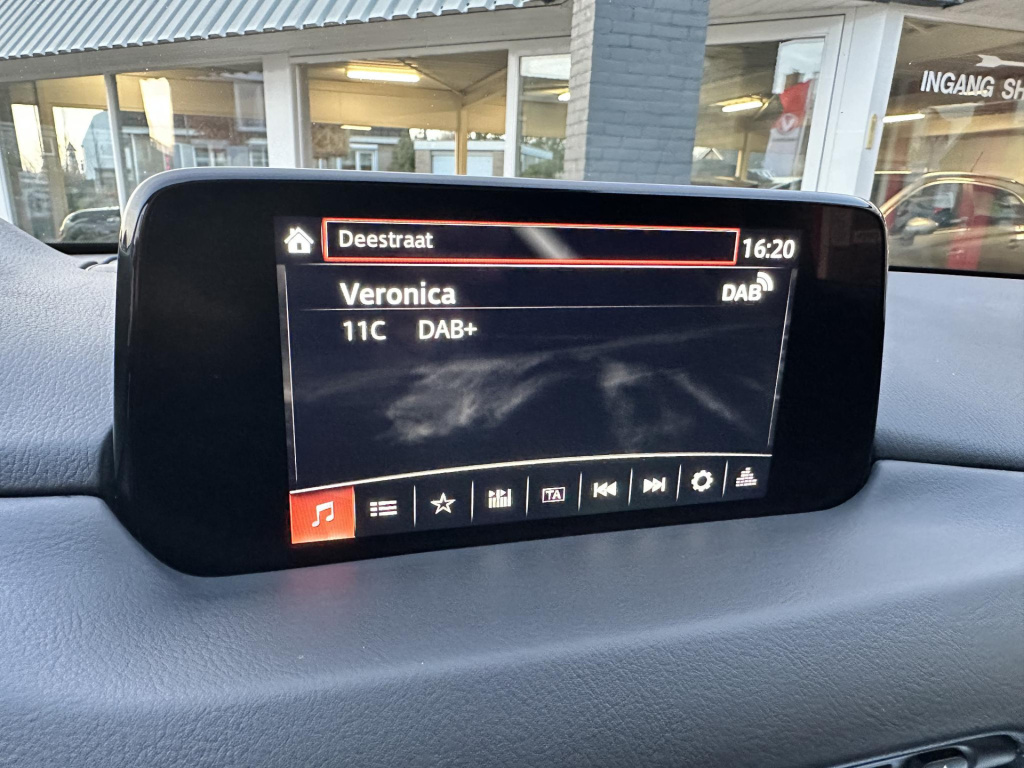 INGANG SH
Deestraat
16:20
Veronica
DAB
11C DAB+
TA